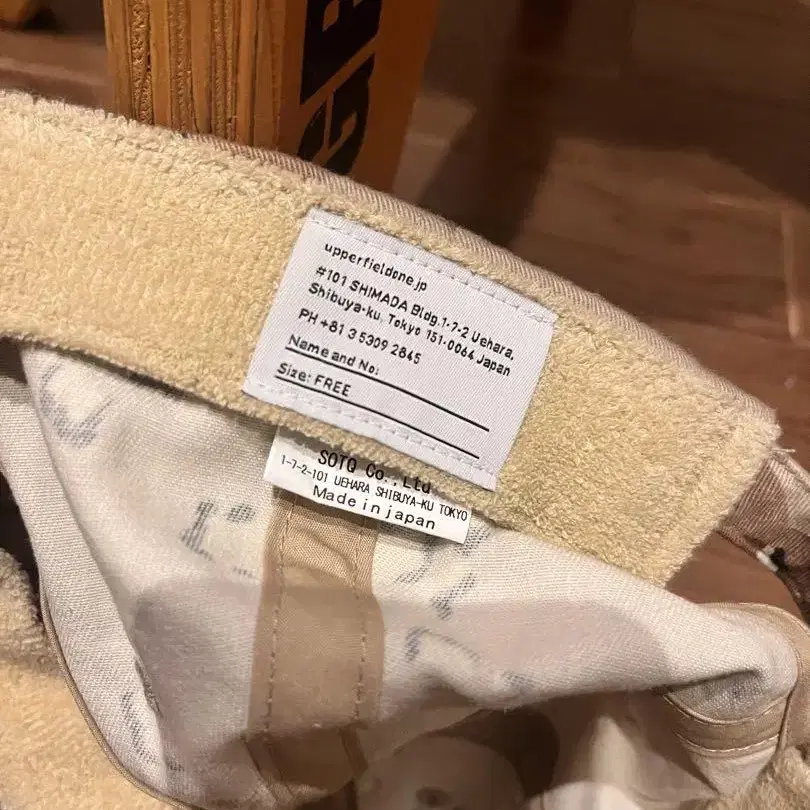 GE
upperfieldone.jp
#101 SHIMADA Bldg.1-7-2 Uehara,
Shibuya-ku, Tokyo 151-0064 Japan
PH +81 3 5309 2845
Name and No:
Size: FREE
SOTQ Co.,Ltd
1-7-2-101 UEHARA SHIBUYA-KU TOKYO
Made in japan